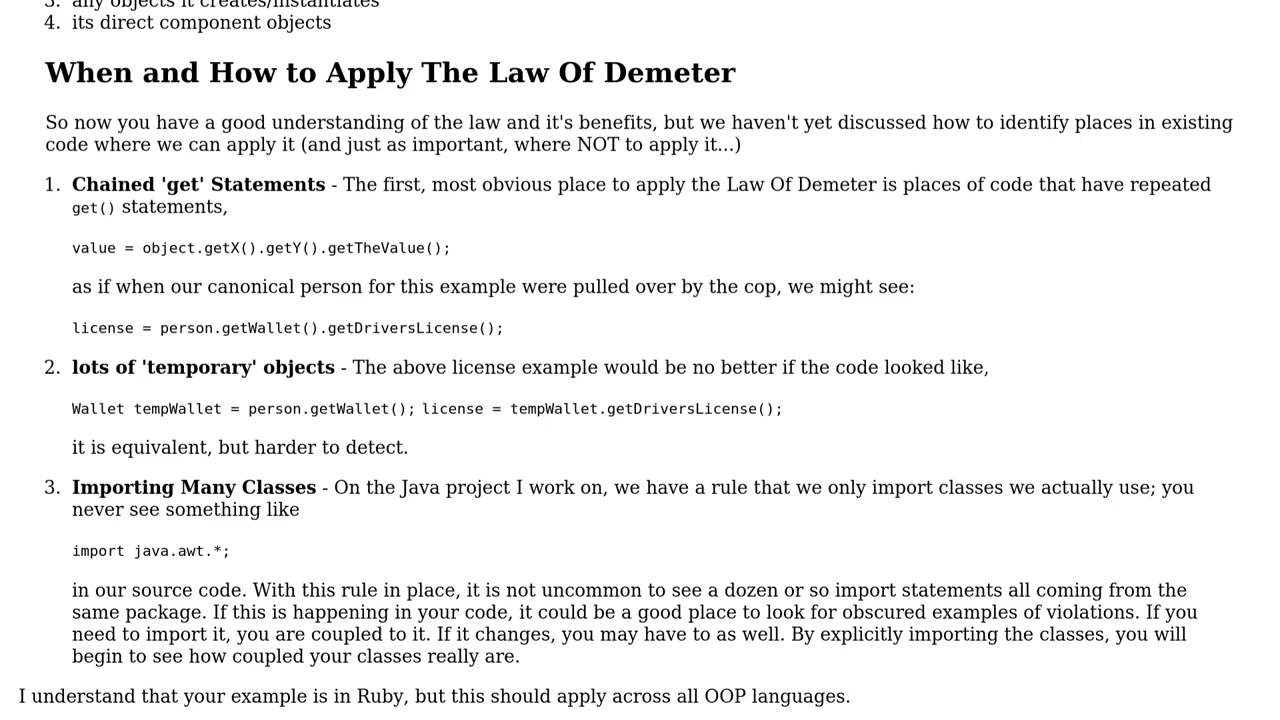 3. any objects it creates/instantiates
4. its direct component objects
When and How to Apply The Law Of Demeter
So now you have a good understanding of the law and it's benefits, but we haven't yet discussed how to identify places in existing
code where we can apply it (and just as important, where NOT to apply it...)
1. Chained 'get' Statements - The first, most obvious place to apply the Law Of Demeter is places of code that have repeated
get() statements,
value = object.getX().getY().getTheValue();
as if when our canonical person for this example were pulled over by the cop, we might see:
license = person.getWallet().getDriversLicense();
2. lots of 'temporary' objects - The above license example would be no better if the code looked like,
Wallet tempWallet = person.getWallet(); license = tempWallet.getDriversLicense();
it is equivalent, but harder to detect.
3. Importing Many Classes - On the Java project I work on, we have a rule that we only import classes we actually use; you
never see something like
import java.awt.*;
in our source code. With this rule in place, it is not uncommon to see a dozen or so import statements all coming from the
same package. If this is happening in your code, it could be a good place to look for obscured examples of violations. If you
need to import it, you are coupled to it. If it changes, you may have to as well. By explicitly importing the classes, you will
begin to see how coupled your classes really are.
I understand that your example is in Ruby, but this should apply across all OOP languages.